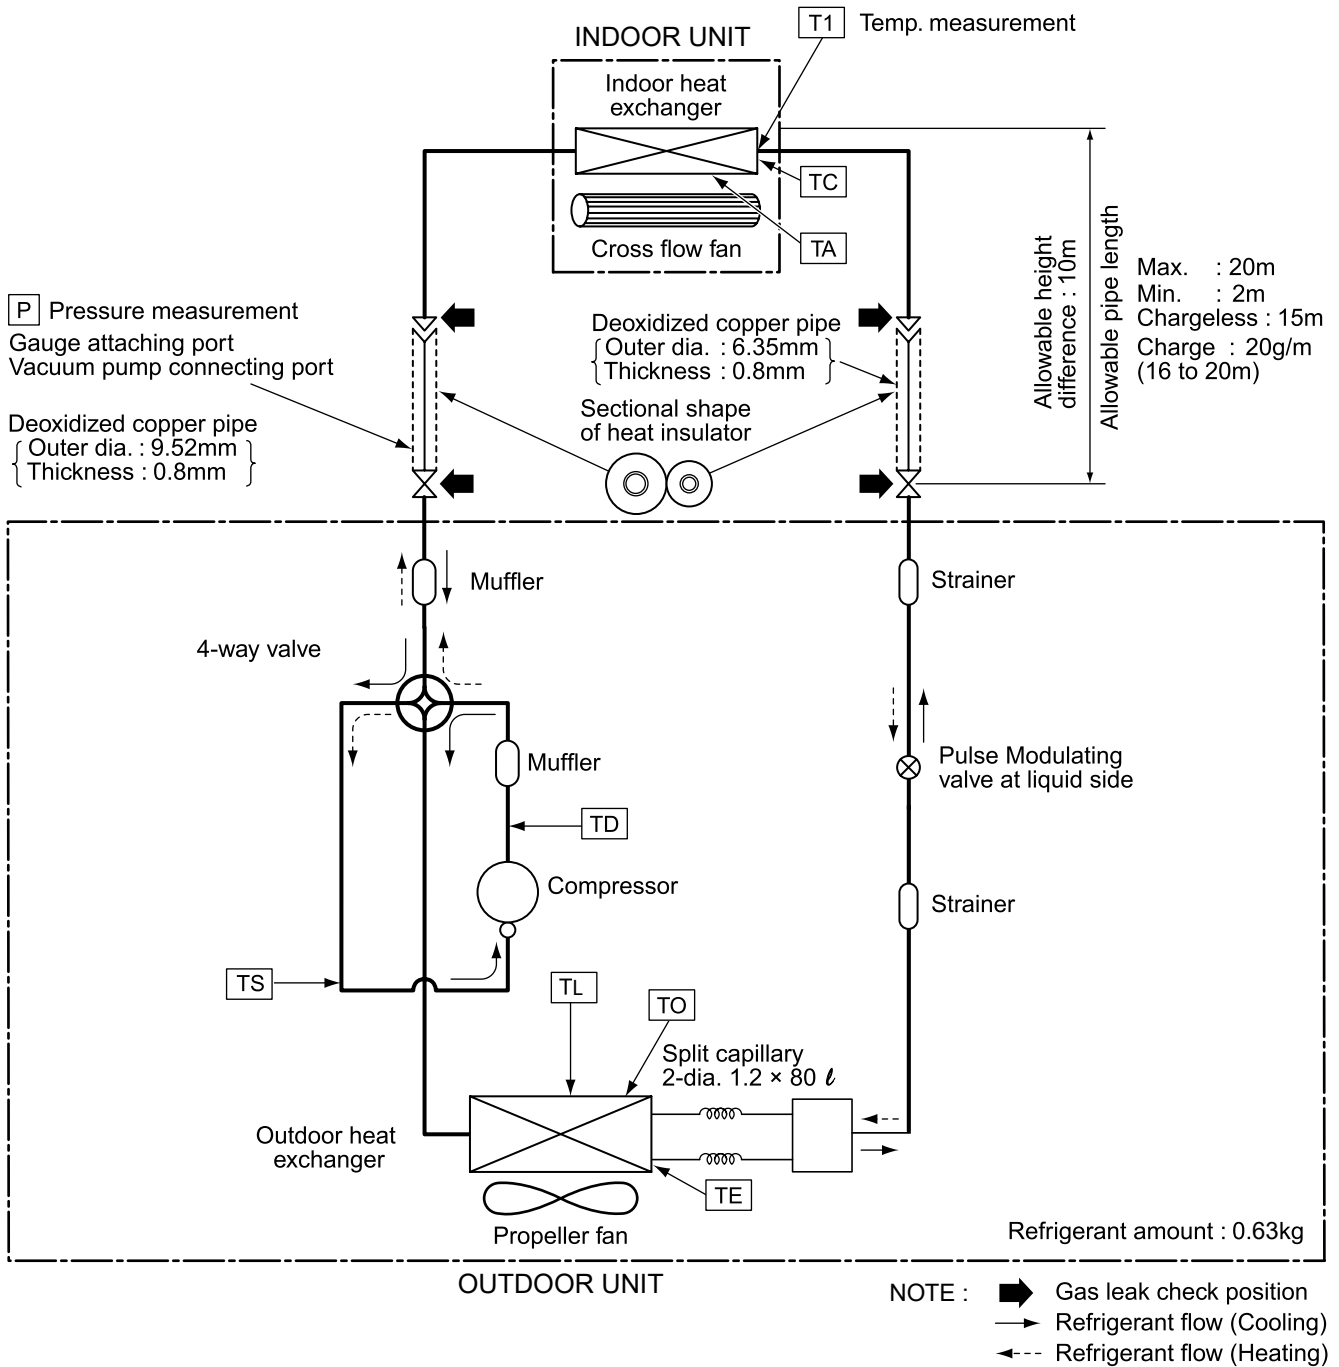 T1 Temp. measurement
INDOOR UNIT
Indoor heat
exchanger
TC
TA
Cross flow fan
P Pressure measurement
Gauge attaching port
Vacuum pump connecting port
Deoxidized copper pipe
Outer dia. : 9.52mm
Thickness : 0.8mm
Deoxidized copper pipe
Outer dia. : 6.35mm
Thickness : 0.8mm
Sectional shape
of heat insulator
Allowable height
difference : 10m
Allowable pipe length
Max. : 20m
Min. : 2m
Chargeless : 15m
Charge : 20g/m
(16 to 20m)
Muffler
Strainer
4-way valve
Muffler
Pulse Modulating
valve at liquid side
TD
Compressor
Strainer
TS
TL
TO
Split capillary
2-dia. 1.2 × 80 ℓ
Outdoor heat
exchanger
TE
Propeller fan
Refrigerant amount : 0.63kg
OUTDOOR UNIT
NOTE :
Gas leak check position
Refrigerant flow (Cooling)
Refrigerant flow (Heating)